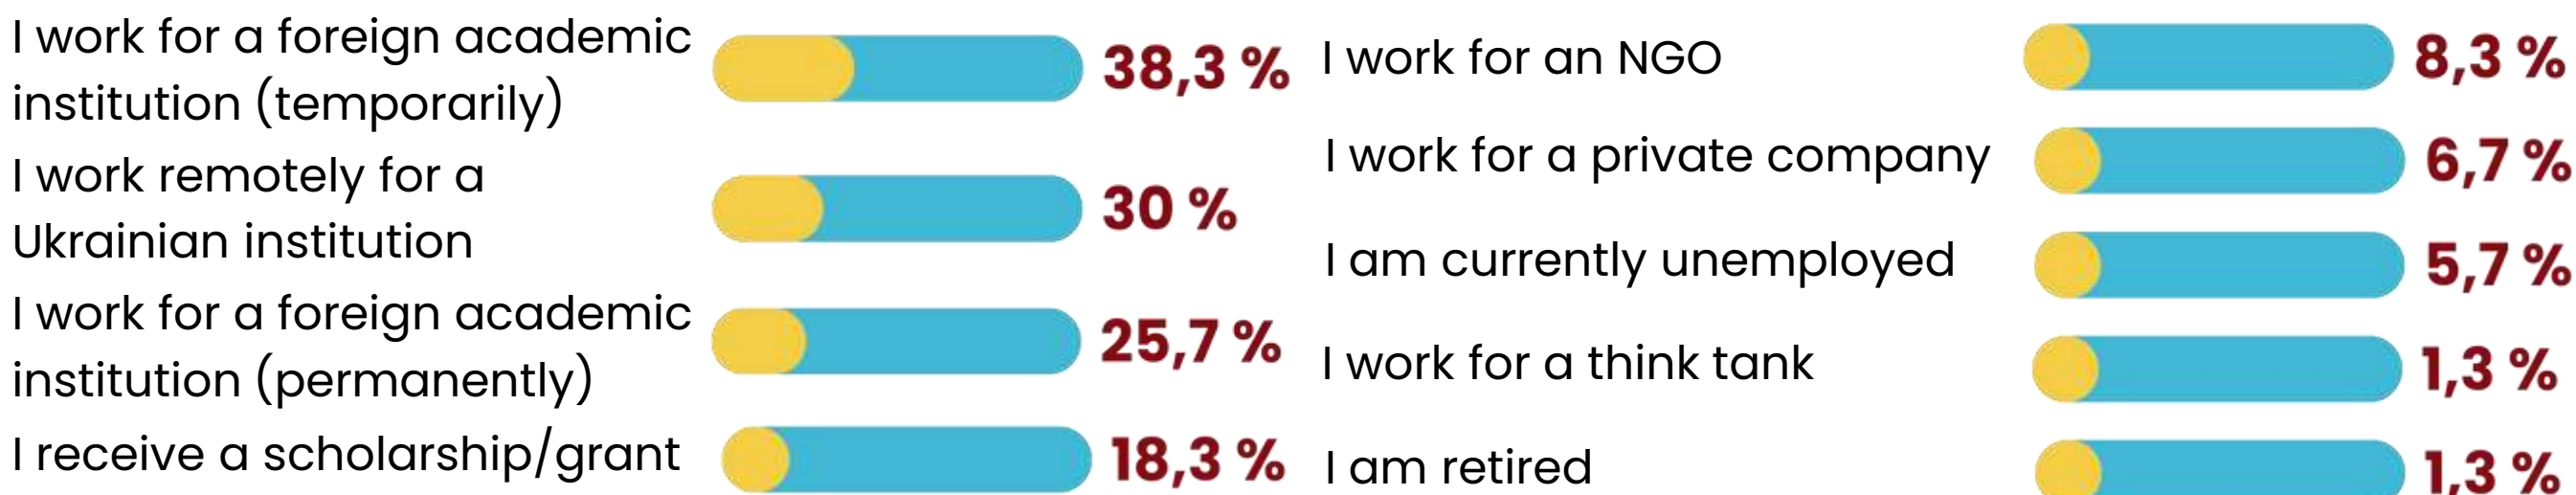 I work for a foreign academic
institution (temporarily)
38,3 %
I work remotely for a
Ukrainian institution
30 %
I work for a foreign academic
institution (permanently)
25,7 %
I receive a scholarship/grant
18,3 %
I work for an NGO
8,3 %
I work for a private company
6,7 %
I am currently unemployed
5,7 %
I work for a think tank
1,3 %
I am retired
1,3 %